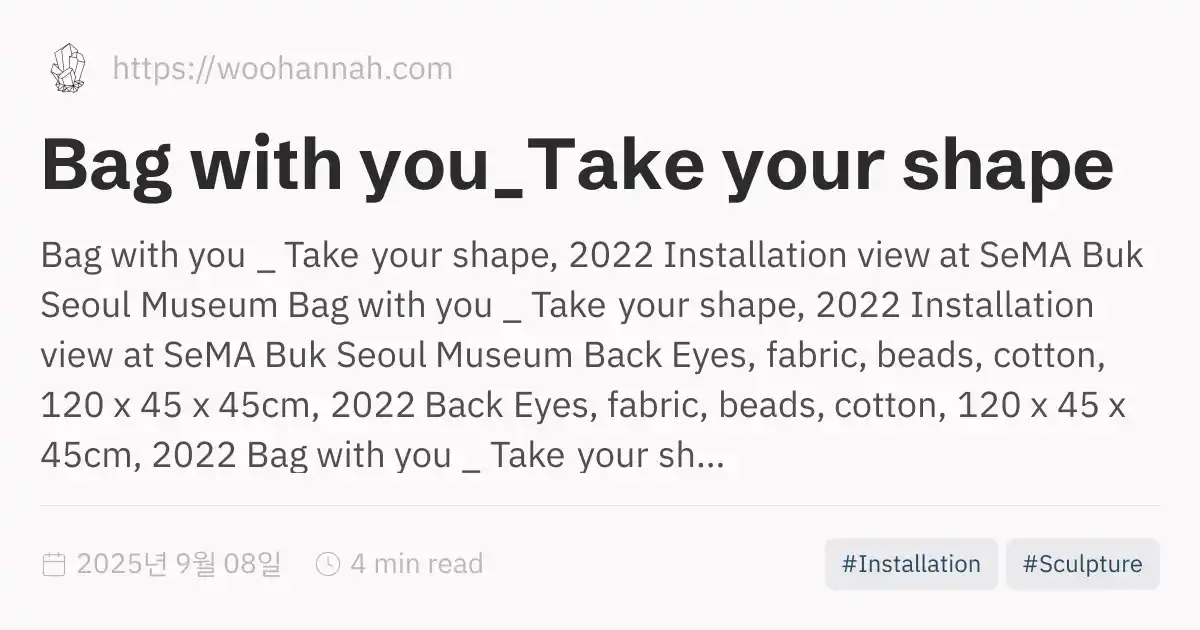 https://woohannah.com
Bag with you_Take your shape
Bag with you _ Take your shape, 2022 Installation view at SeMA Buk
Seoul Museum Bag with you _ Take your shape, 2022 Installation
view at SeMA Buk Seoul Museum Back Eyes, fabric, beads, cotton,
120 x 45 x 45cm, 2022 Back Eyes, fabric, beads, cotton, 120 x 45 x
45cm, 2022 Bag with you _ Take your sh...
2025년 9월 08일 4 min read #Installation #Sculpture